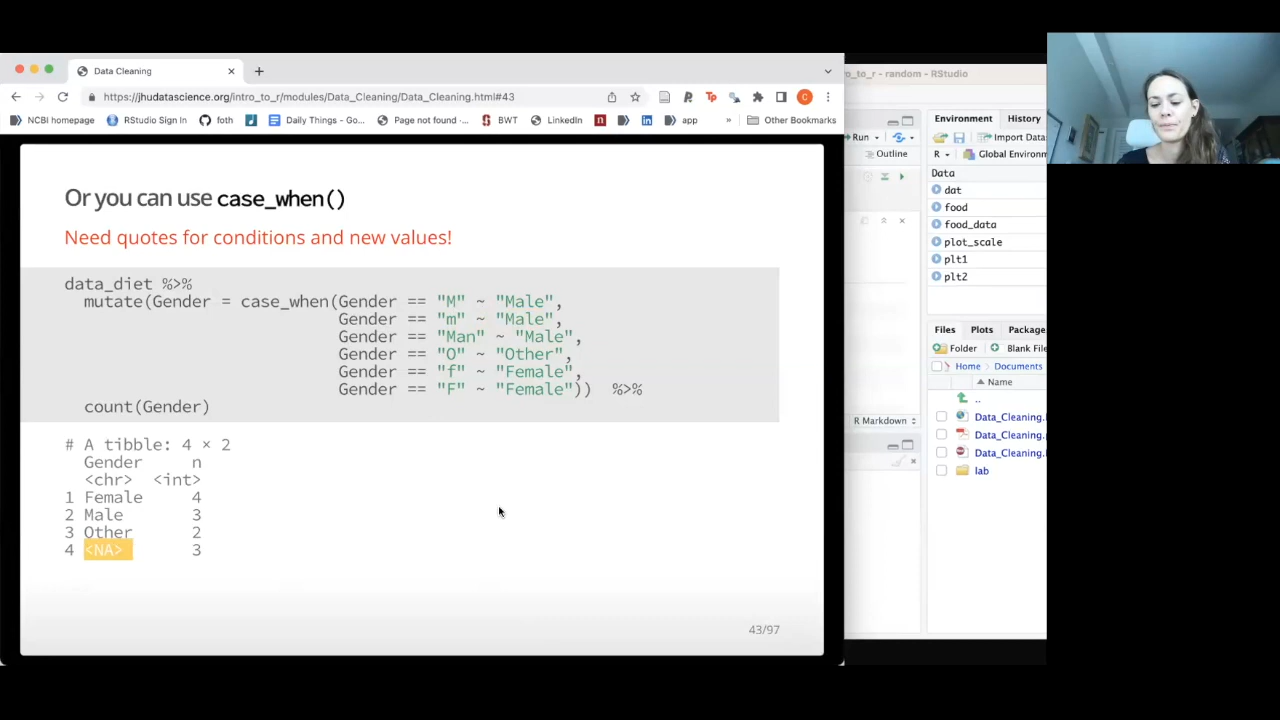 Data Cleaning
https://jhudatascience.org/intro_to_r/modules/Data_Cleaning/Data_Cleaning.html#43
NCBI homepage
RStudio Sign In
foth
Daily Things - Go...
Page not found -...
BWT
LinkedIn
app
»
Other Bookmarks
Or you can use case_when()
Need quotes for conditions and new values!
data_diet %>%
mutate(Gender = case_when(Gender == "M" ~ "Male",
Gender == "m" ~ "Male",
Gender == "Man" ~ "Male",
Gender == "O" ~ "Other",
Gender == "f" ~ "Female",
Gender == "F" ~ "Female")) %>%
count(Gender)
# A tibble: 4 × 2
Gender n
<chr> <int>
1 Female 4
2 Male 3
3 Other 2
4 <NA> 3
43/97
ro_to_r - random - RStudio
Run
Outline
R Markdown
Environment History
Import Data
R Global Environm
Data
dat
food
food_data
plot_scale
plt1
plt2
Files Plots Package
Folder Blank File
Home Documents
Name
..
Data_Cleaning.
Data_Cleaning.
Data_Cleaning.
lab